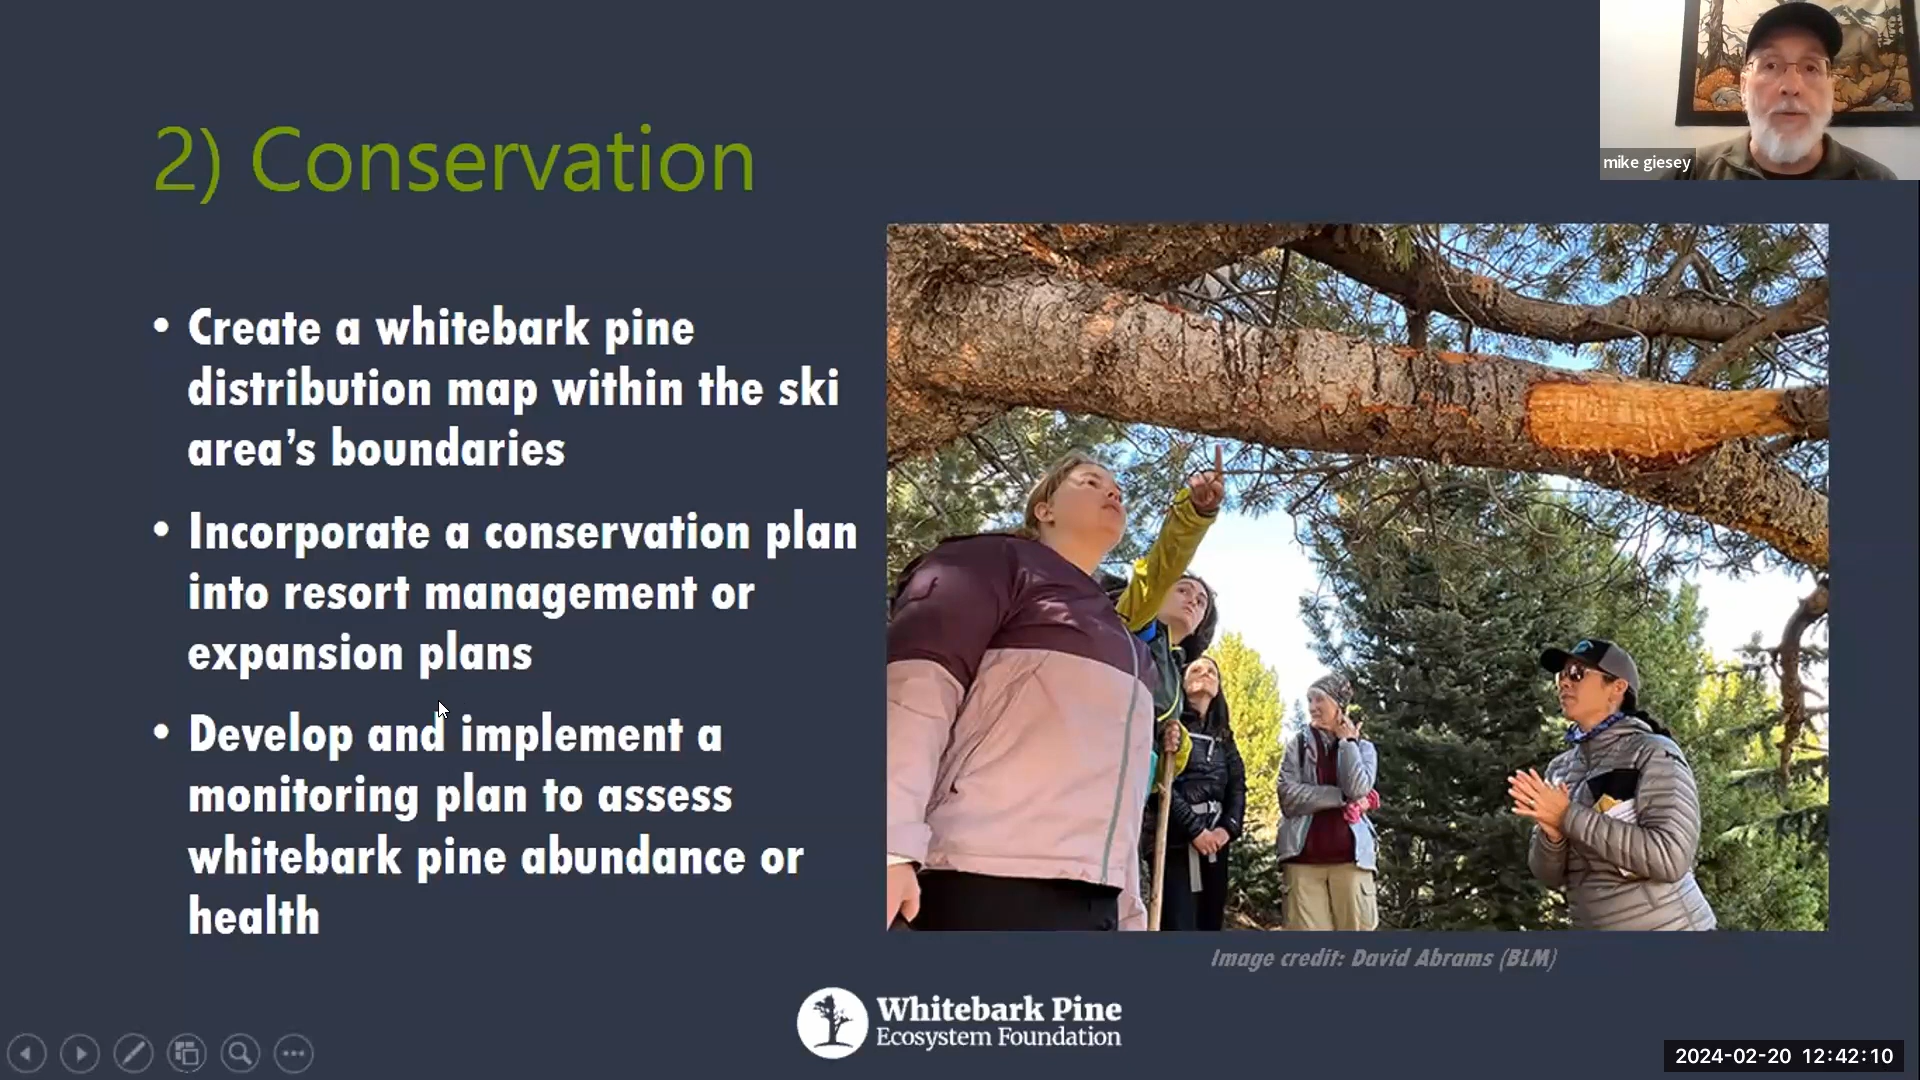 mike giesey
2) Conservation
• Create a whitebark pine
distribution map within the ski
area's boundaries
• Incorporate a conservation plan
into resort management or
expansion plans
• Develop and implement a
monitoring plan to assess
whitebark pine abundance or
health
Image credit: David Abrams (BLM)
Whitebark Pine
Ecosystem Foundation
2024-02-20 12:42:10